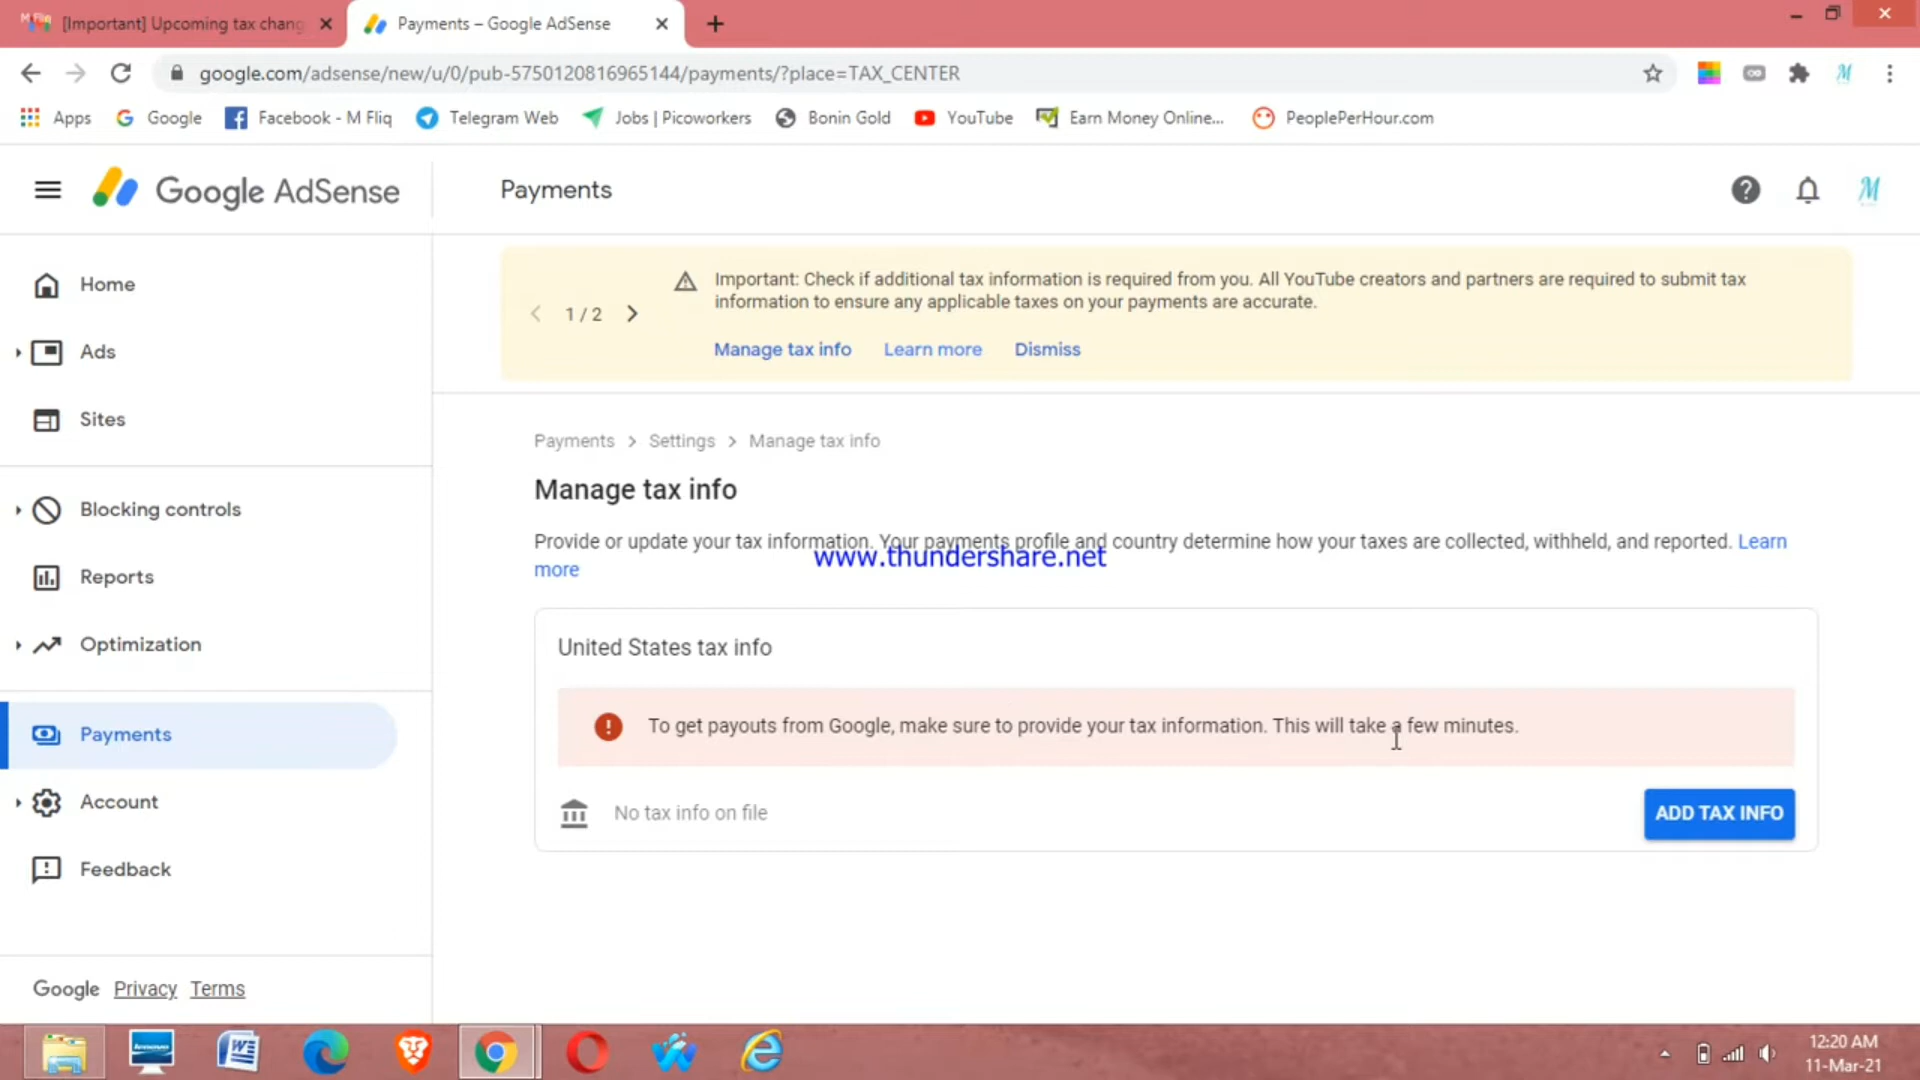 [Important] Upcoming tax chang
Payments – Google AdSense
google.com/adsense/new/u/0/pub-5750120816965144/payments/?place=TAX_CENTER
Apps
Google
Facebook - M Fliq
Telegram Web
Jobs | Picoworkers
Bonin Gold
YouTube
Earn Money Online...
PeoplePerHour.com
Google AdSense
Payments
Home
Ads
Sites
Blocking controls
Reports
Optimization
Payments
Account
Feedback
Google Privacy Terms
1 / 2
Important: Check if additional tax information is required from you. All YouTube creators and partners are required to submit tax
information to ensure any applicable taxes on your payments are accurate.
Manage tax info Learn more Dismiss
Payments > Settings > Manage tax info
Manage tax info
Provide or update your tax information. Your payments profile and country determine how your taxes are collected, withheld, and reported. Learn
more
www.thundershare.net
United States tax info
To get payouts from Google, make sure to provide your tax information. This will take a few minutes.
No tax info on file
ADD TAX INFO
lenovo
12:20 AM
11-Mar-21